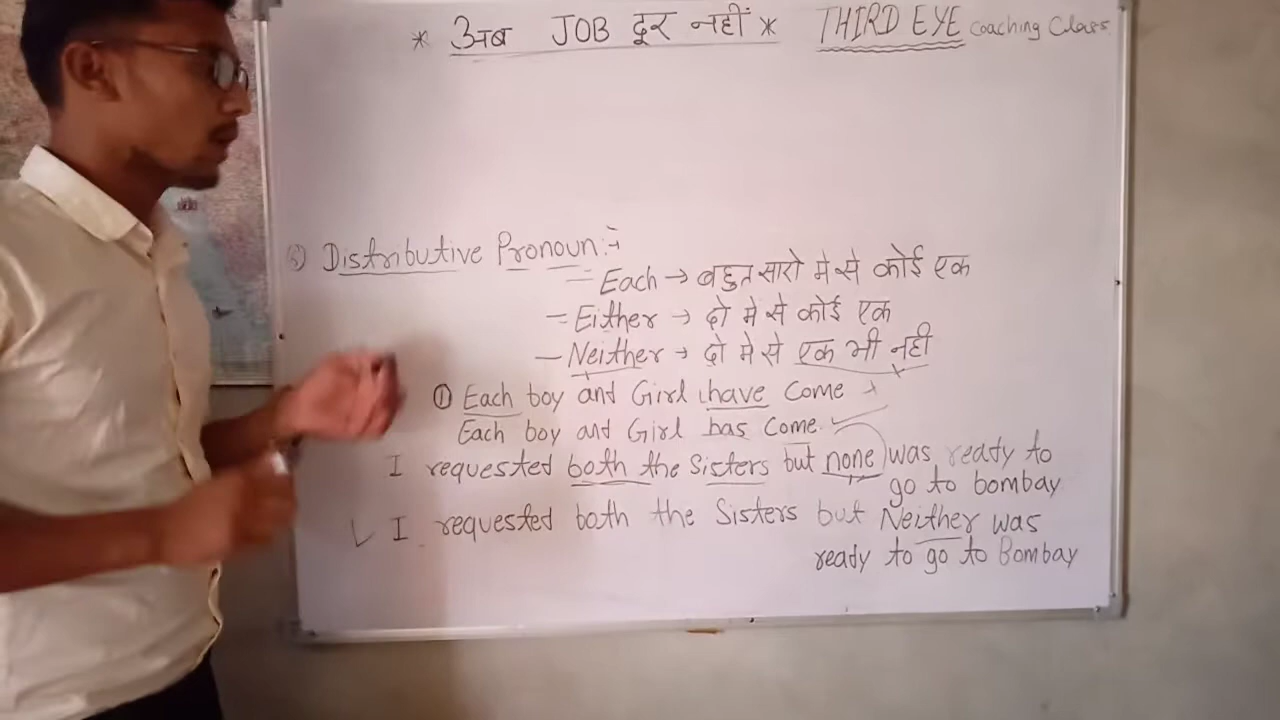 * अब JOB दूर नहीं * THIRD EYE Coaching Class.
Distributive Pronoun:-
= Each → बहुत सारो मे से कोई एक
= Either → दो मे से कोई एक
- Neither → दो मे से एक भी नही
① Each boy and Girl have Come ×
Each boy and Girl has Come ✓
I requested both the Sisters but none was ready to
go to bombay
✓ I requested both the Sisters but Neither was
ready to go to Bombay